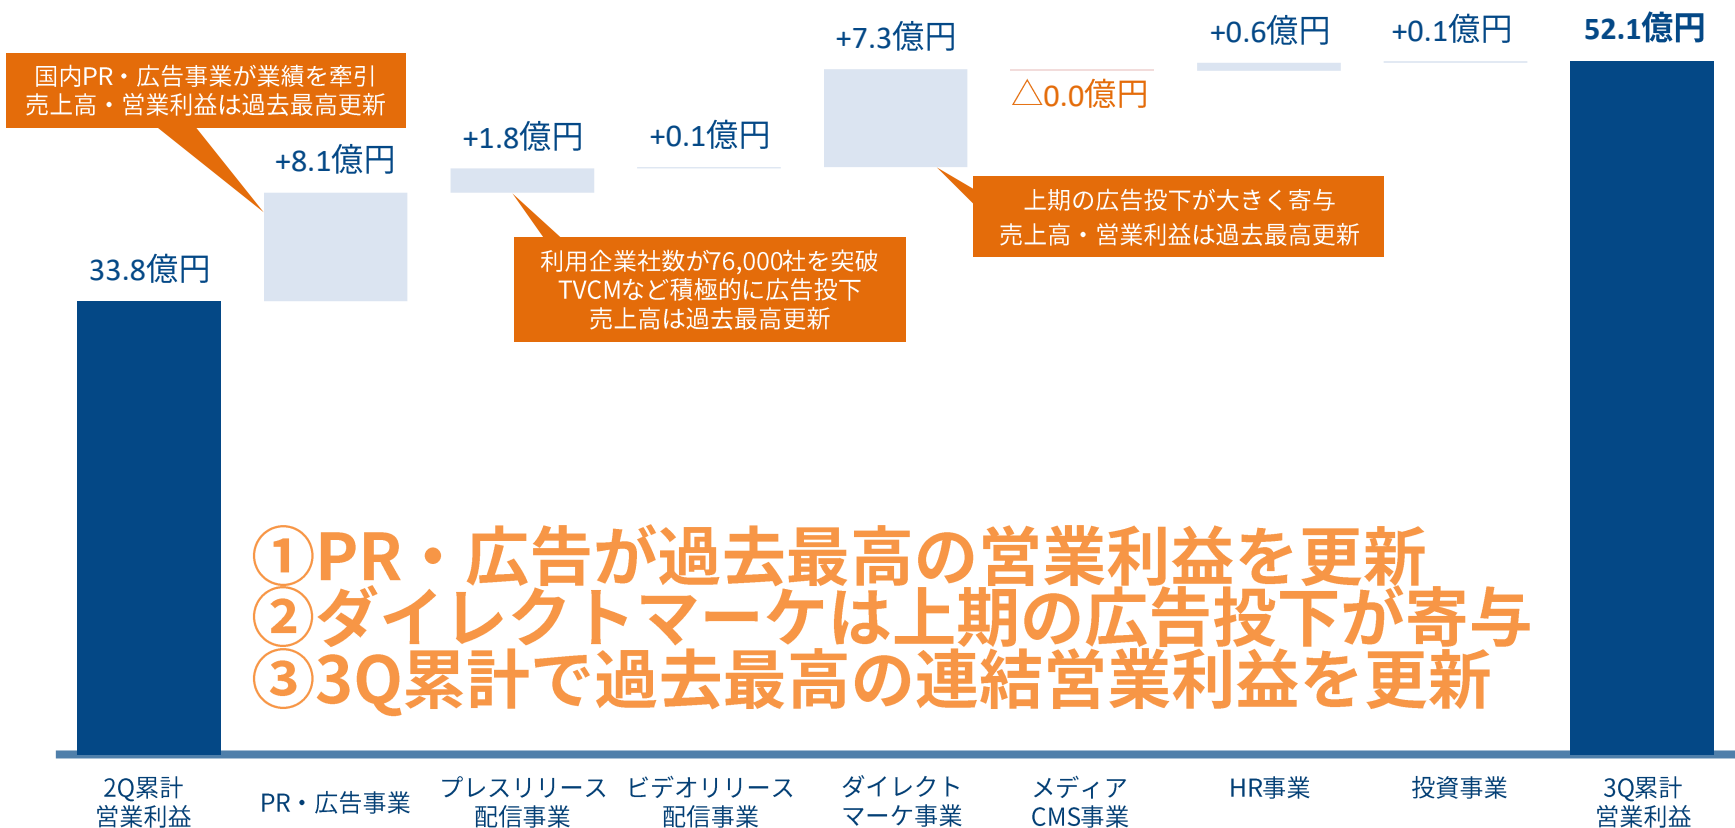 国内PR・広告事業が業績を牽引
売上高・営業利益は過去最高更新
33.8億円
+8.1億円
+1.8億円
+0.1億円
+7.3億円
△0.0億円
+0.6億円
+0.1億円
52.1億円
利用企業社数が76,000社を突破
TVCMなど積極的に広告投下
売上高は過去最高更新
上期の広告投下が大きく寄与
売上高・営業利益は過去最高更新
①PR・広告が過去最高の営業利益を更新
②ダイレクトマーケは上期の広告投下が寄与
③3Q累計で過去最高の連結営業利益を更新
2Q累計
営業利益
PR・広告事業
プレスリリース
配信事業
ビデオリリース
配信事業
ダイレクト
マーケ事業
メディア
CMS事業
HR事業
投資事業
3Q累計
営業利益